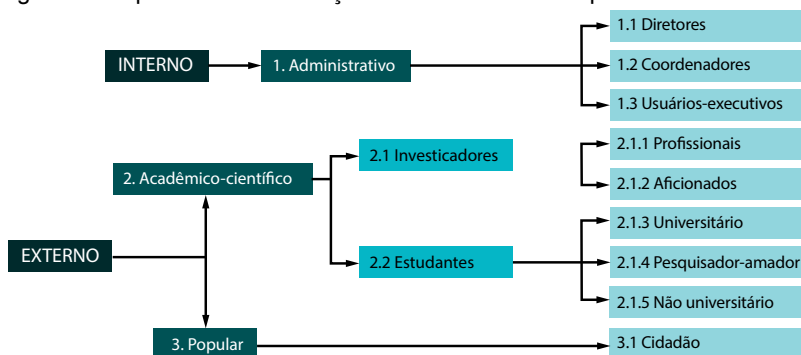 INTERNO
1. Administrativo
1.1 Diretores
1.2 Coordenadores
1.3 Usuários-executivos
EXTERNO
2. Acadêmico-científico
2.1 Investicadores
2.1.1 Profissionais
2.1.2 Aficionados
2.2 Estudantes
2.1.3 Universitário
2.1.4 Pesquisador-amador
2.1.5 Não universitário
3. Popular
3.1 Cidadão